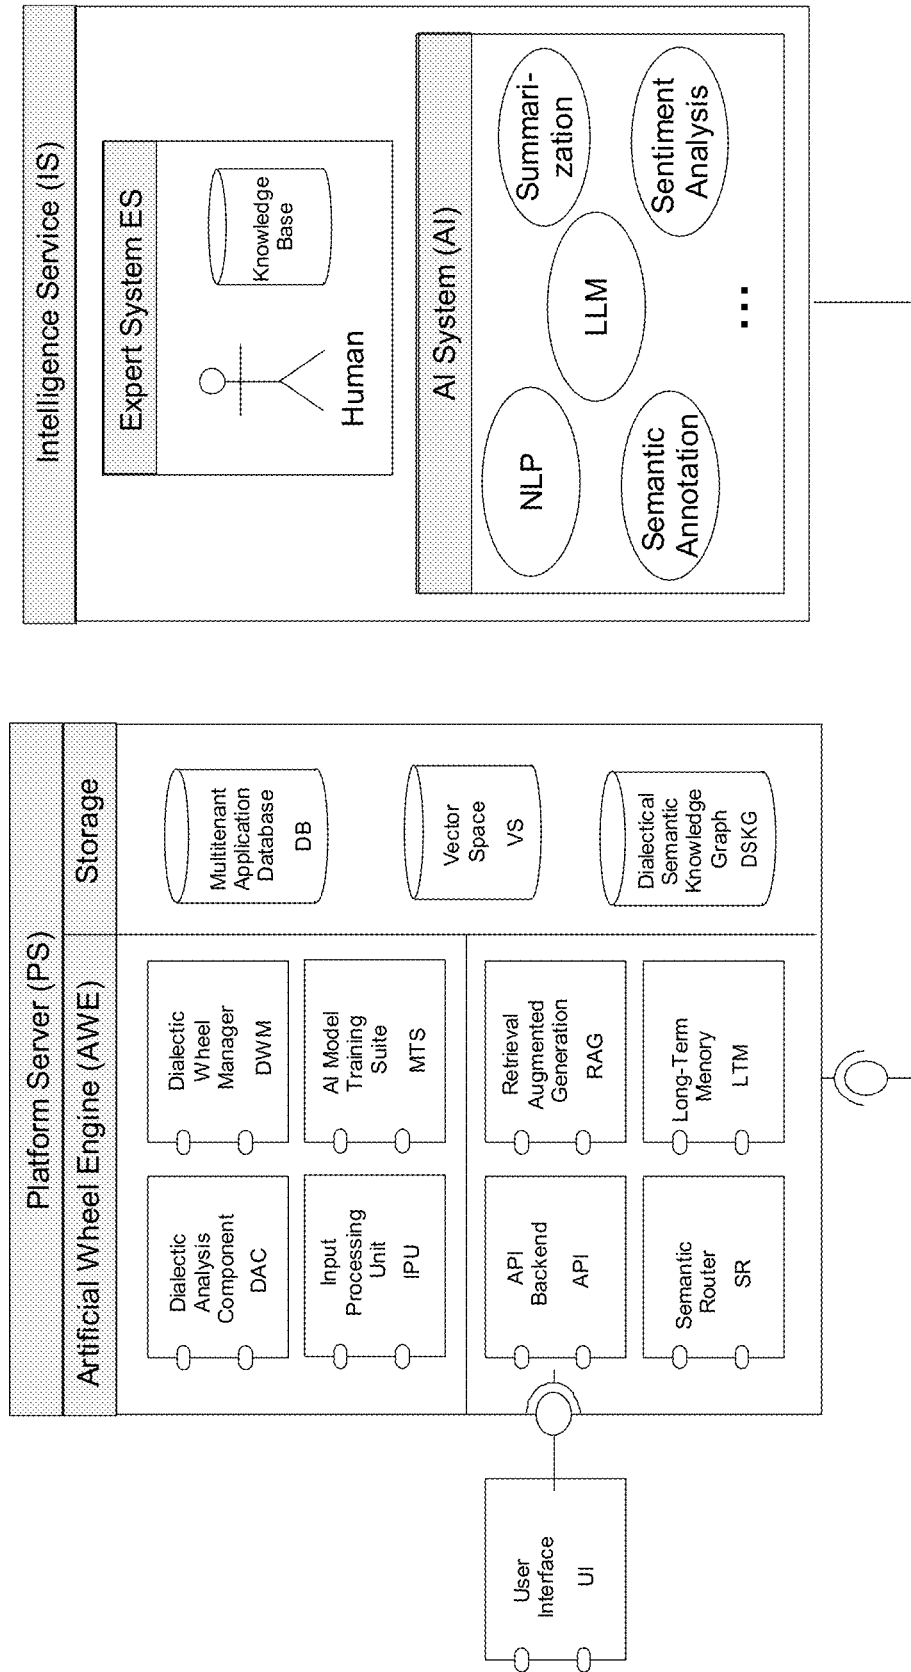 Platform Server (PS)
Artificial Wheel Engine (AWE)
Storage
Dialectic
Analysis
Component
DAC
Dialectic
Wheel
Manager
DWM
Input
Processing
Unit
IPU
AI Model
Training
Suite
MTS
API
Backend
API
Retrieval
Augmented
Generation
RAG
Semantic
Router
SR
Long-Term
Menory
LTM
Multitenant
Application
Database
DB
Vector
Space
VS
Dialectical
Semantic
Knowledge
Graph
DSKG
User
Interface
UI
Intelligence Service (IS)
Expert System ES
Human
Knowledge
Base
AI System (AI)
NLP
LLM
Summari-
zation
Semantic
Annotation
...
Sentiment
Analysis